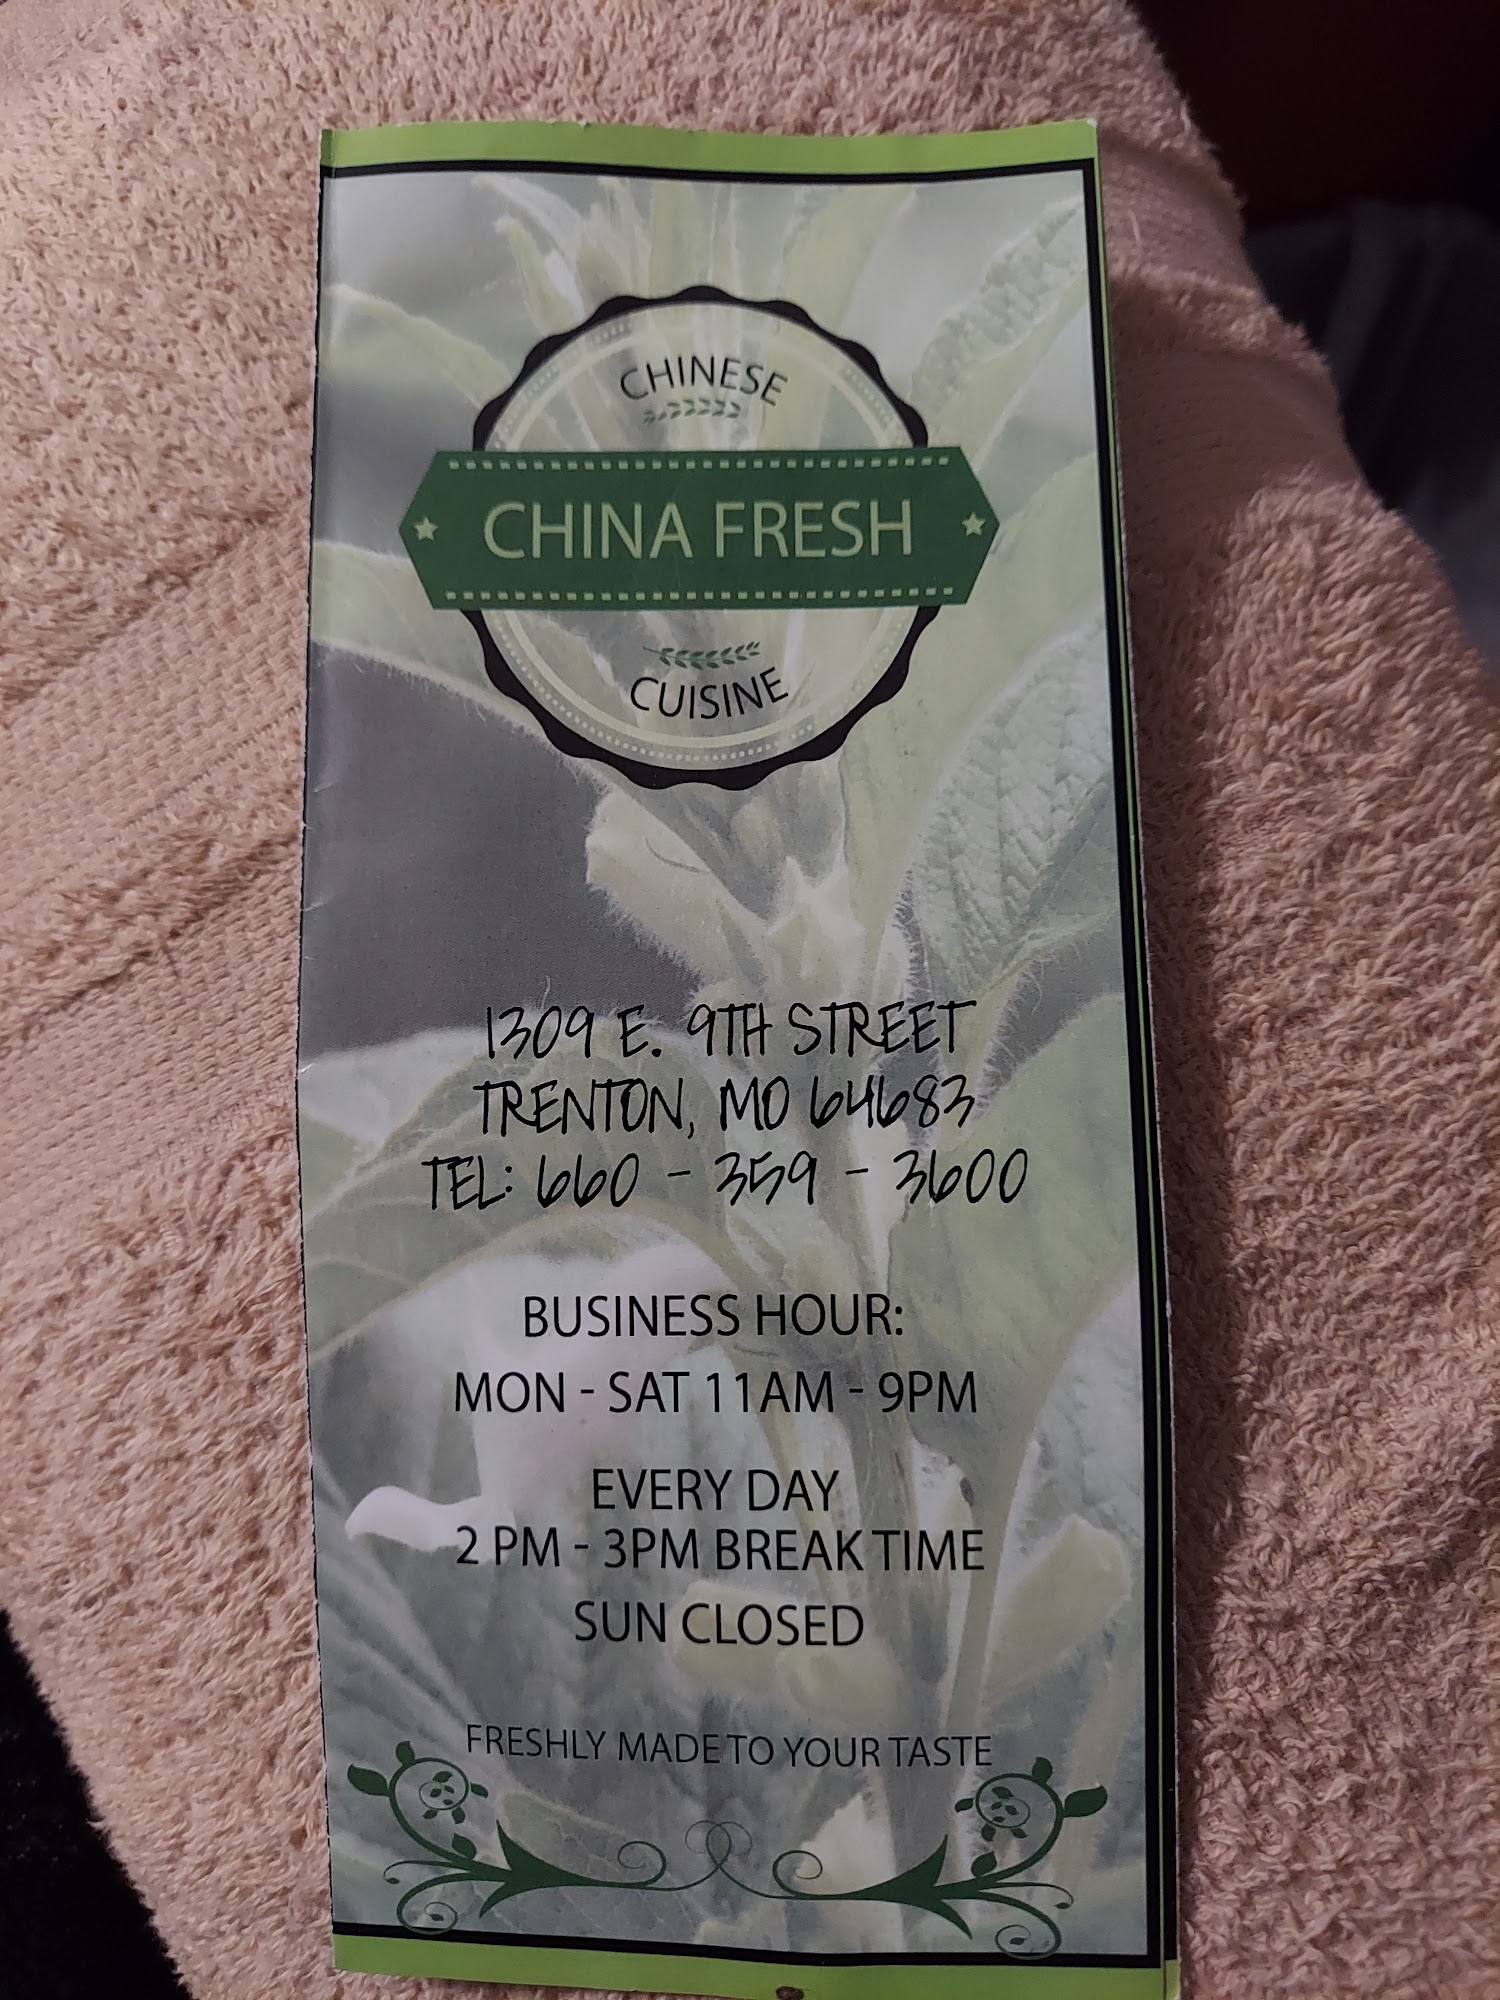 CHINESE
CHINA FRESH
CUISINE
1309 E. 9TH STREET
TRENTON, MO 64683
TEL: 660 - 359 - 3600
BUSINESS HOUR:
MON - SAT 11AM - 9PM
EVERY DAY
2 PM - 3PM BREAK TIME
SUN CLOSED
FRESHLY MADE TO YOUR TASTE